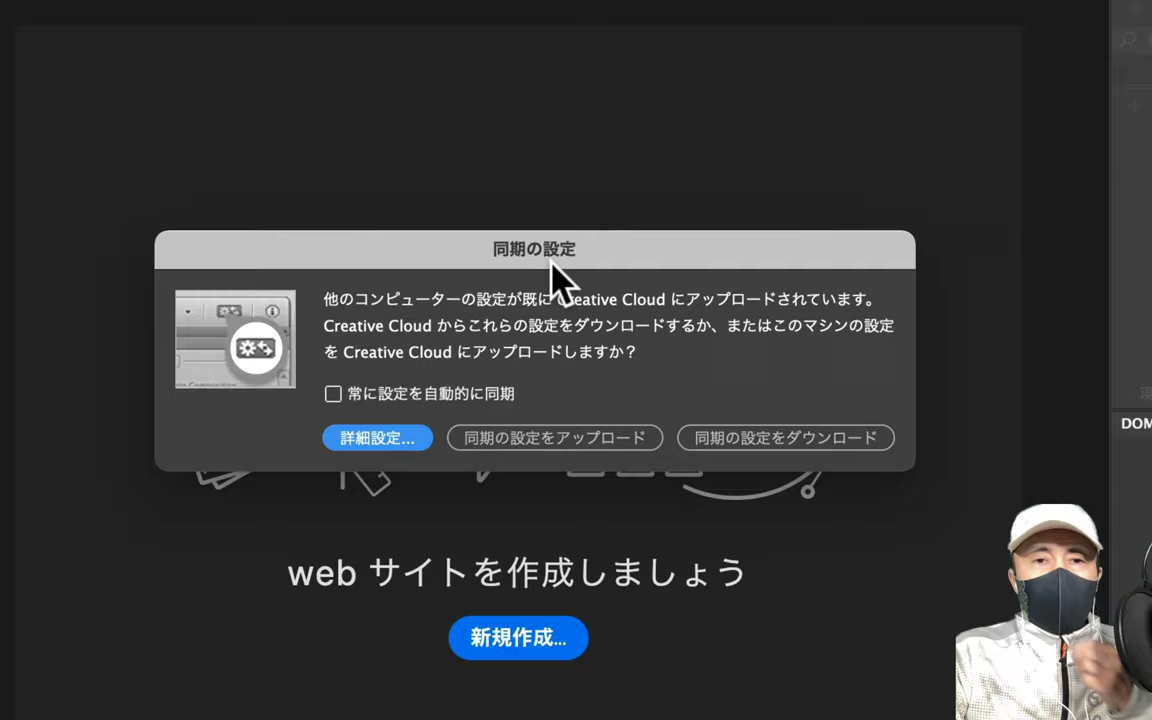 同期の設定
他のコンピューターの設定が既に Creative Cloud にアップロードされています。
Creative Cloud からこれらの設定をダウンロードするか、またはこのマシンの設定
を Creative Cloud にアップロードしますか？
常に設定を自動的に同期
詳細設定...
同期の設定をアップロード
同期の設定をダウンロード
DOM
web サイトを作成しましょう
新規作成...